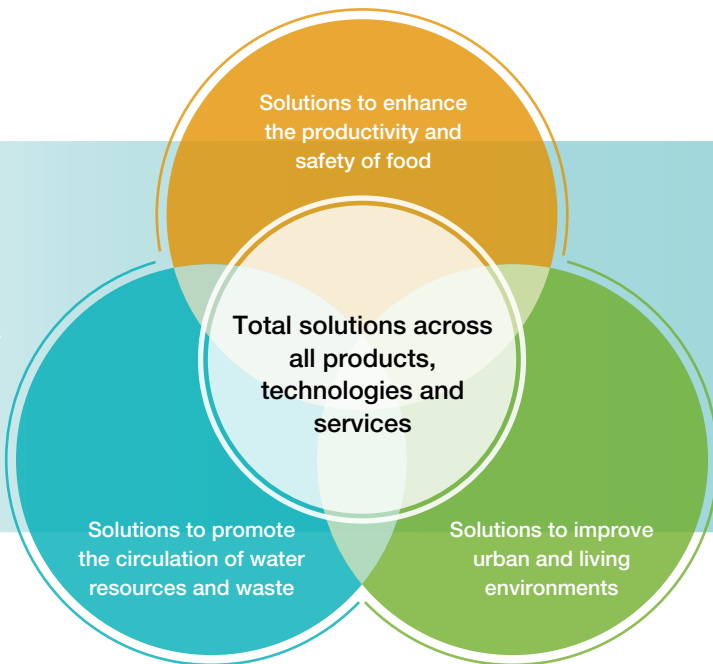 Solutions to enhance
the productivity and
safety of food
Total solutions across
all products,
technologies and
services
Solutions to promote
the circulation of water
resources and waste
Solutions to improve
urban and living
environments